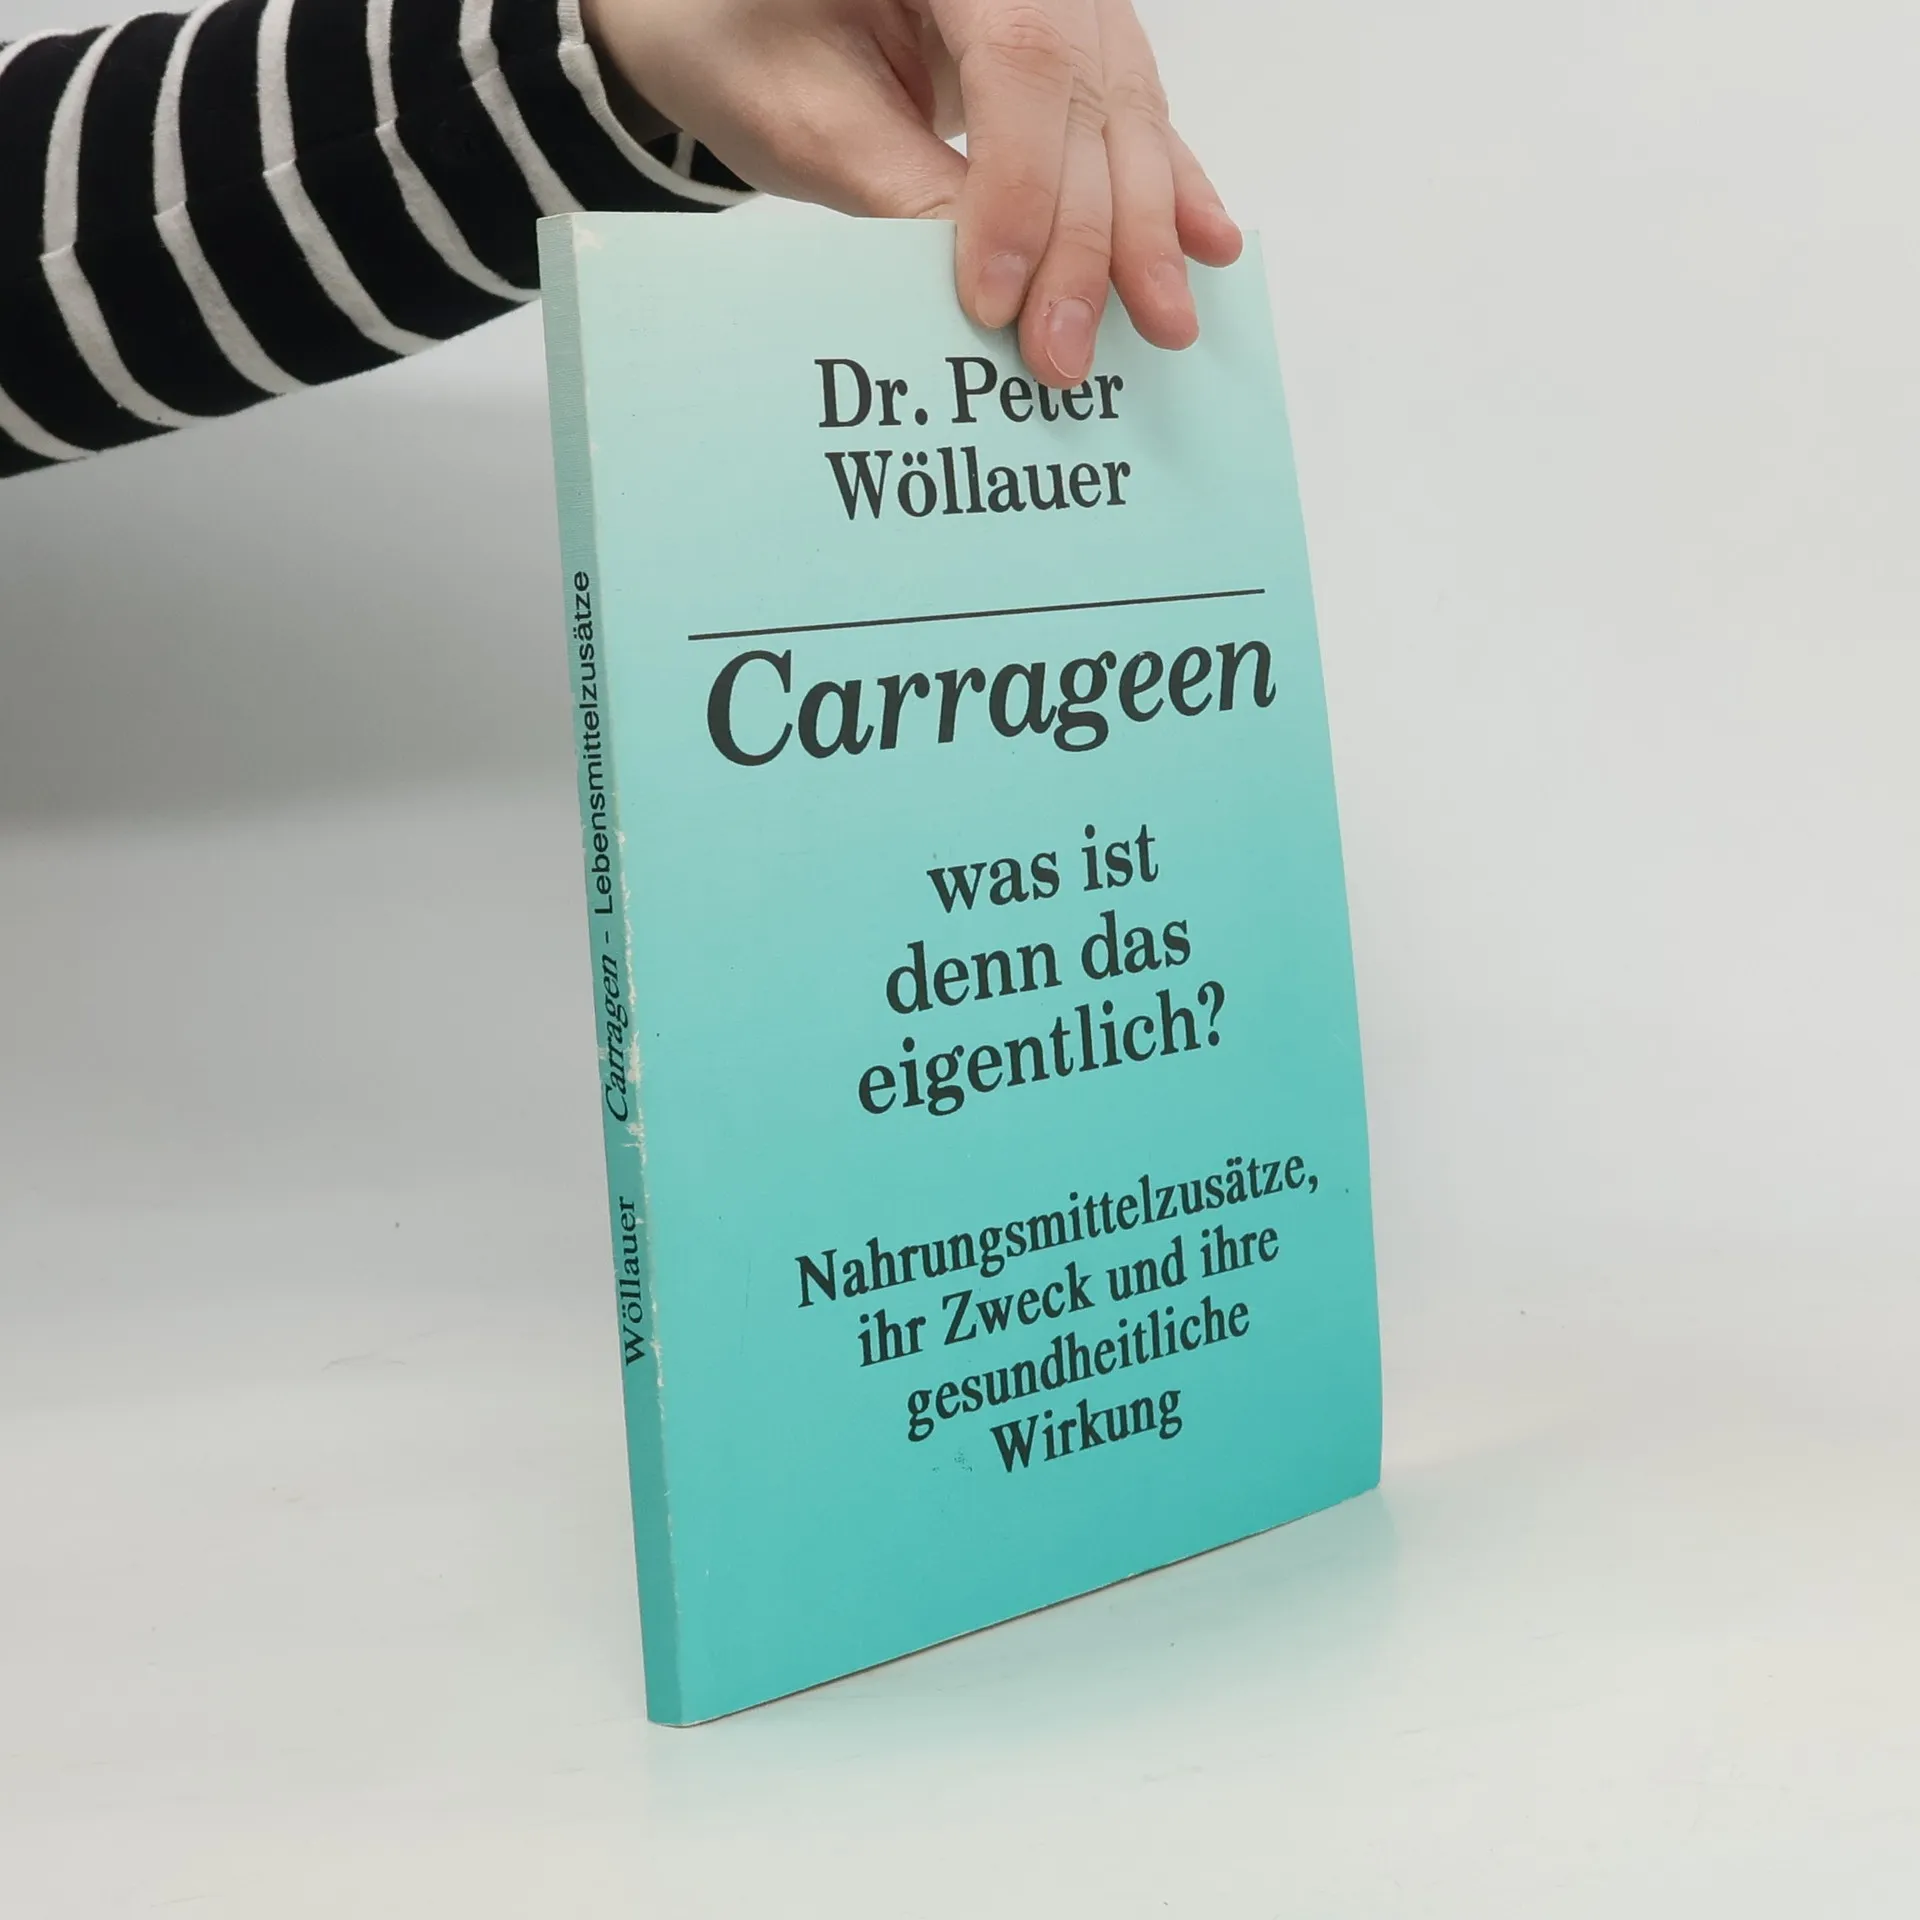 Dr. Peter
Wöllauer
Carrageen
was ist
denn das
eigentlich?
Nahrungsmittelzusätze,
ihr Zweck und ihre
gesundheitliche
Wirkung
Wöllauer Carragen - Lebensmittelzusätze